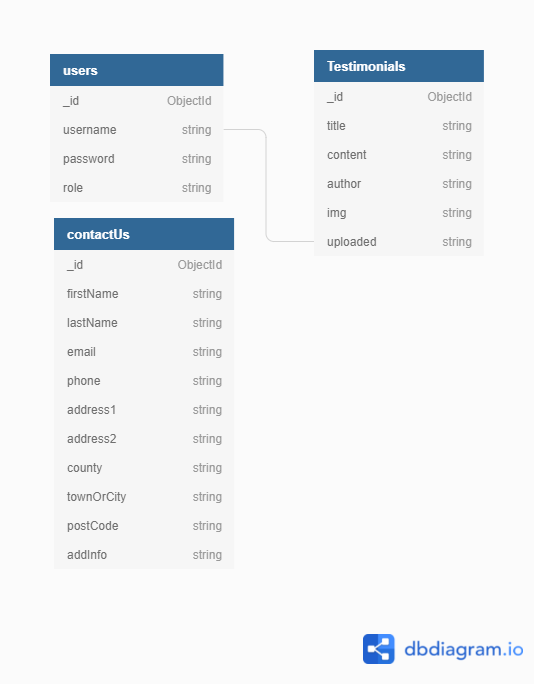 users
_id ObjectId
username string
password string
role string
Testimonials
_id ObjectId
title string
content string
author string
img string
uploaded string
contactUs
_id ObjectId
firstName string
lastName string
email string
phone string
address1 string
address2 string
county string
townOrCity string
postCode string
addInfo string
dbdiagram.io